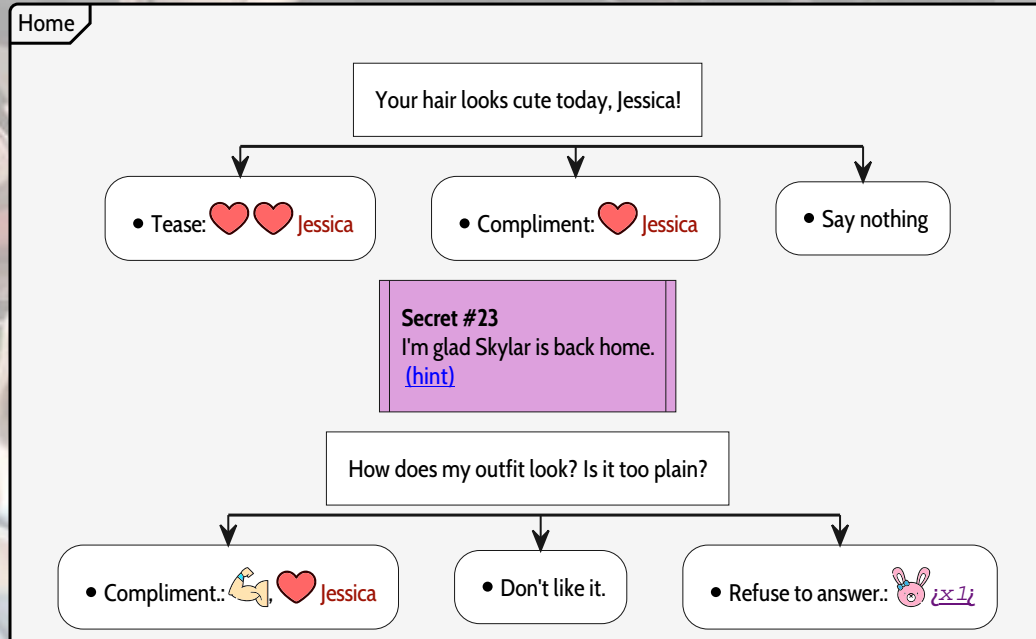 Home
Your hair looks cute today, Jessica!
• Tease: Jessica
• Compliment: Jessica
• Say nothing
Secret #23
I'm glad Skylar is back home.
(hint)
How does my outfit look? Is it too plain?
• Compliment.: , Jessica
• Don't like it.
• Refuse to answer.: ¡x1¡